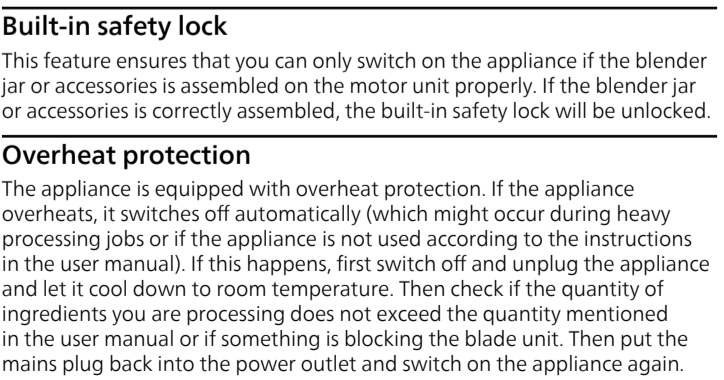 Built-in safety lock
This feature ensures that you can only switch on the appliance if the blender
jar or accessories is assembled on the motor unit properly. If the blender jar
or accessories is correctly assembled, the built-in safety lock will be unlocked.
Overheat protection
The appliance is equipped with overheat protection. If the appliance
overheats, it switches off automatically (which might occur during heavy
processing jobs or if the appliance is not used according to the instructions
in the user manual). If this happens, first switch off and unplug the appliance
and let it cool down to room temperature. Then check if the quantity of
ingredients you are processing does not exceed the quantity mentioned
in the user manual or if something is blocking the blade unit. Then put the
mains plug back into the power outlet and switch on the appliance again.